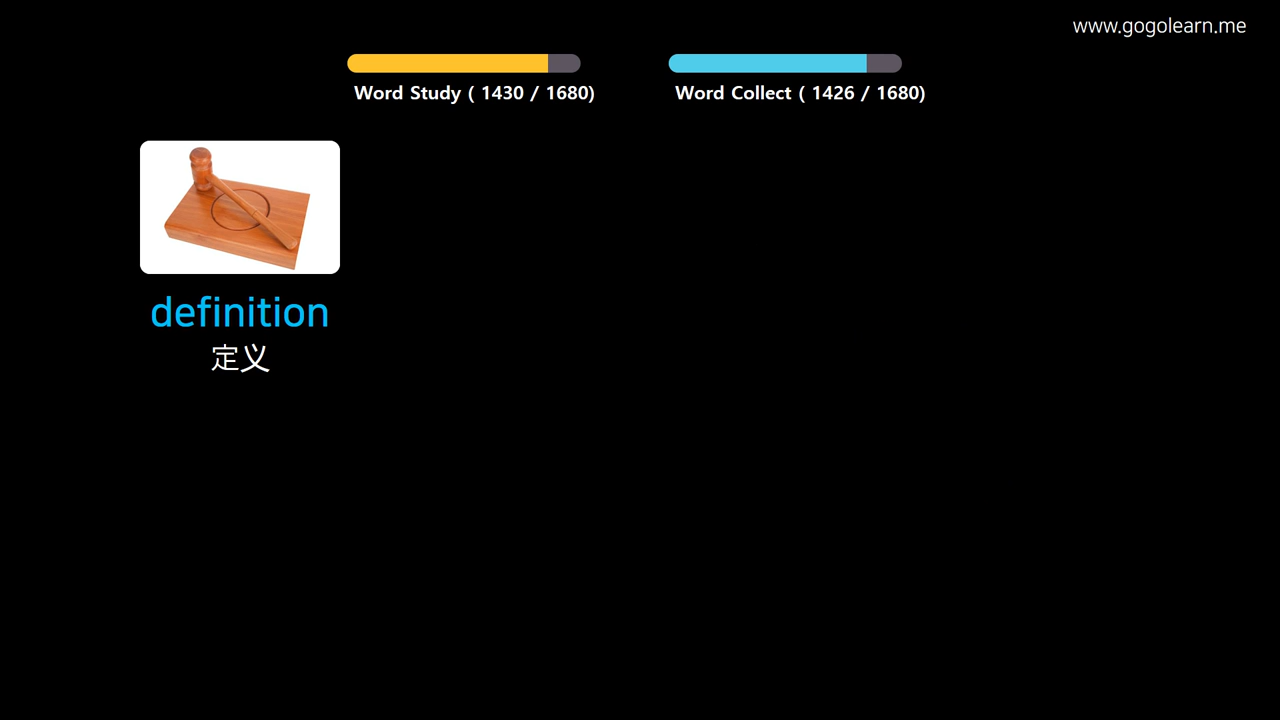 www.gogolearn.me
Word Study ( 1430 / 1680)
Word Collect ( 1426 / 1680)
definition
定义